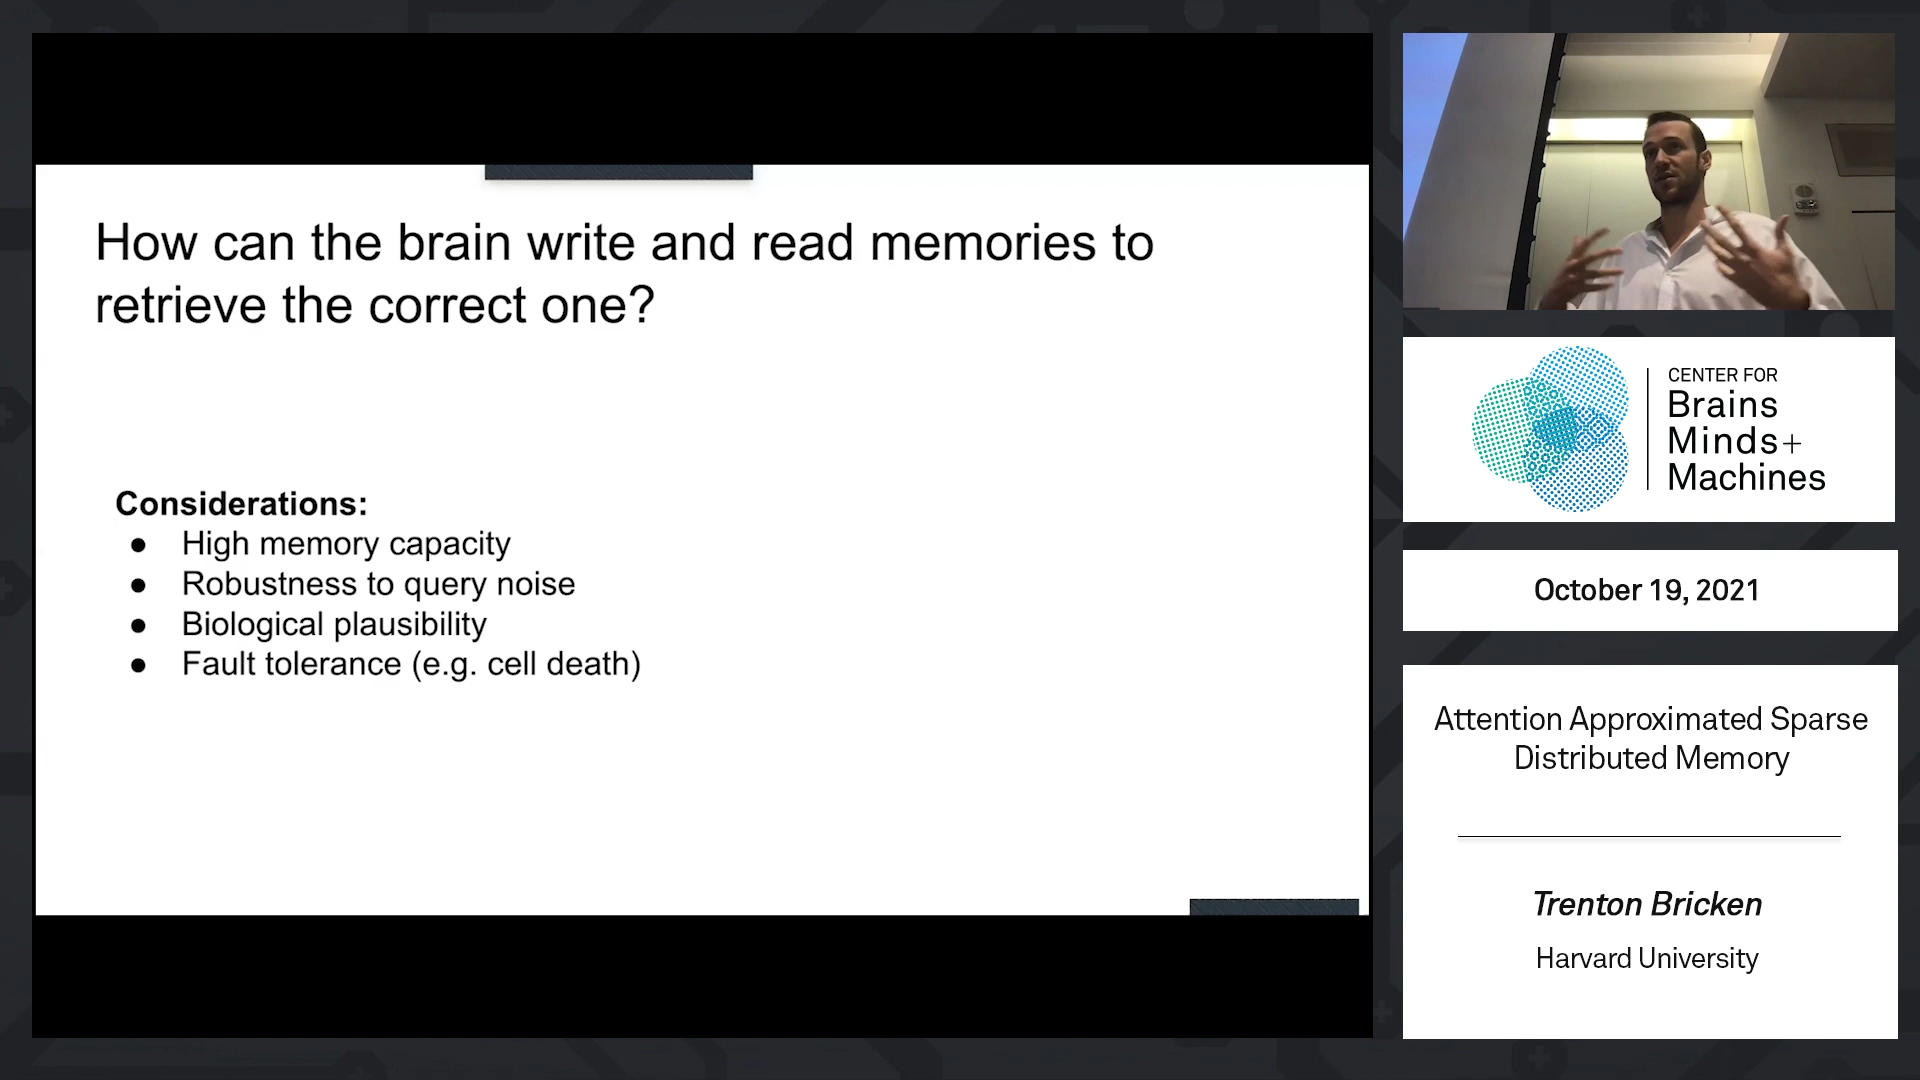 How can the brain write and read memories to
retrieve the correct one?
Considerations:
● High memory capacity
● Robustness to query noise
● Biological plausibility
● Fault tolerance (e.g. cell death)
CENTER FOR
Brains
Minds+
Machines
October 19, 2021
Attention Approximated Sparse
Distributed Memory
Trenton Bricken
Harvard University